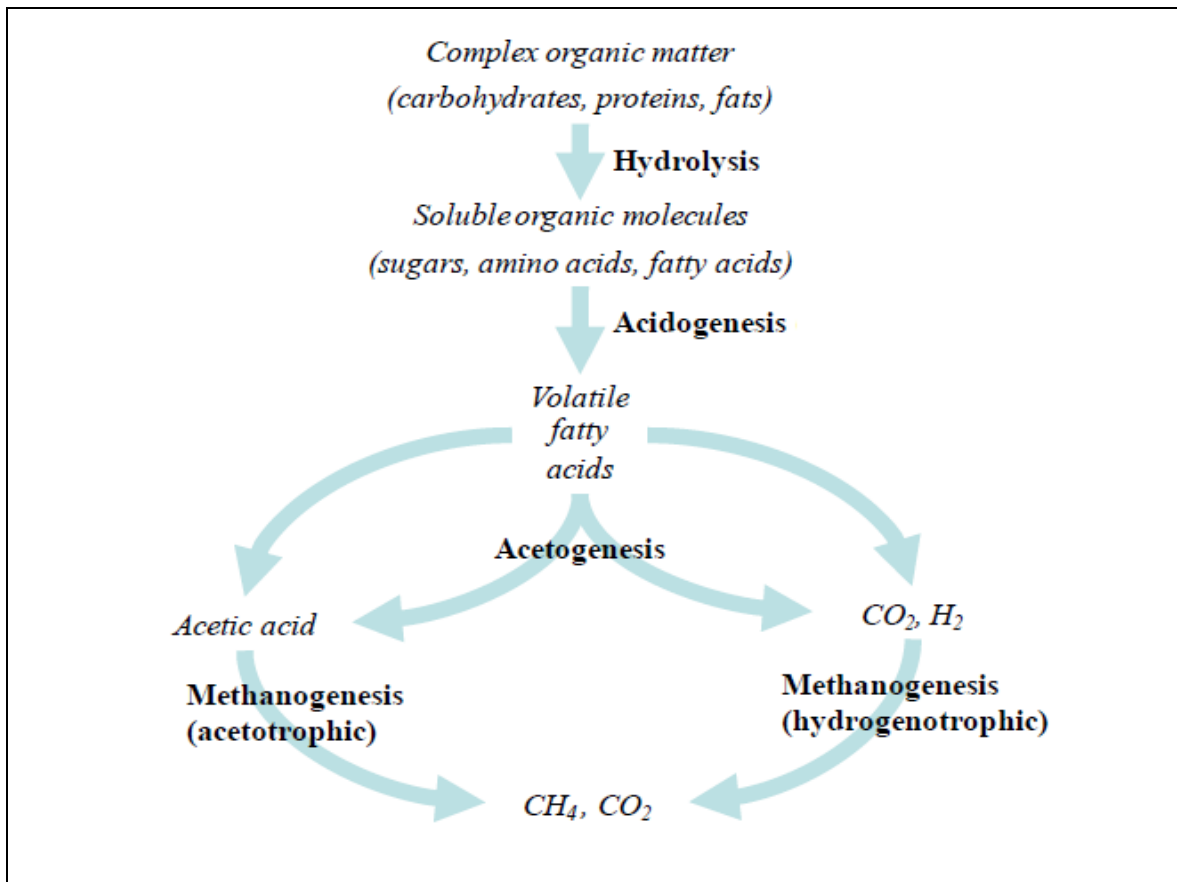 Complex organic matter
(carbohydrates, proteins, fats)
Hydrolysis
Soluble organic molecules
(sugars, amino acids, fatty acids)
Acidogenesis
Volatile
fatty
acids
Acetogenesis
Acetic acid
CO₂, H₂
Methanogenesis
(acetotrophic)
Methanogenesis
(hydrogenotrophic)
CH₄, CO₂